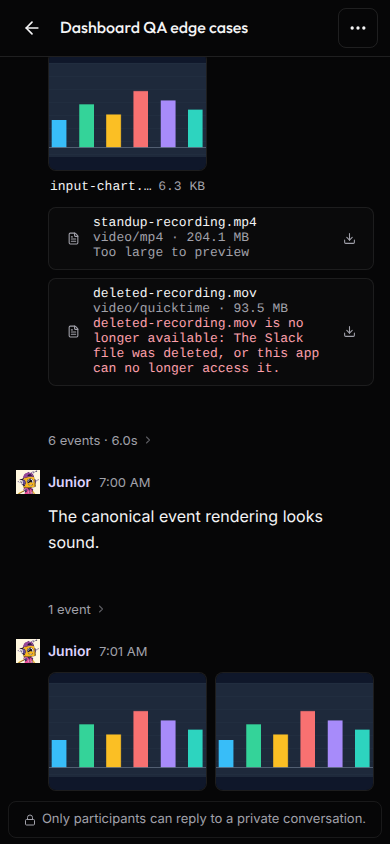 Dashboard QA edge cases
input-chart.… 6.3 KB
standup-recording.mp4
video/mp4 · 204.1 MB
Too large to preview
deleted-recording.mov
video/quicktime · 93.5 MB
deleted-recording.mov is no
longer available: The Slack
file was deleted, or this app
can no longer access it.
6 events · 6.0s
Junior 7:00 AM
The canonical event rendering looks
sound.
1 event
Junior 7:01 AM
Only participants can reply to a private conversation.